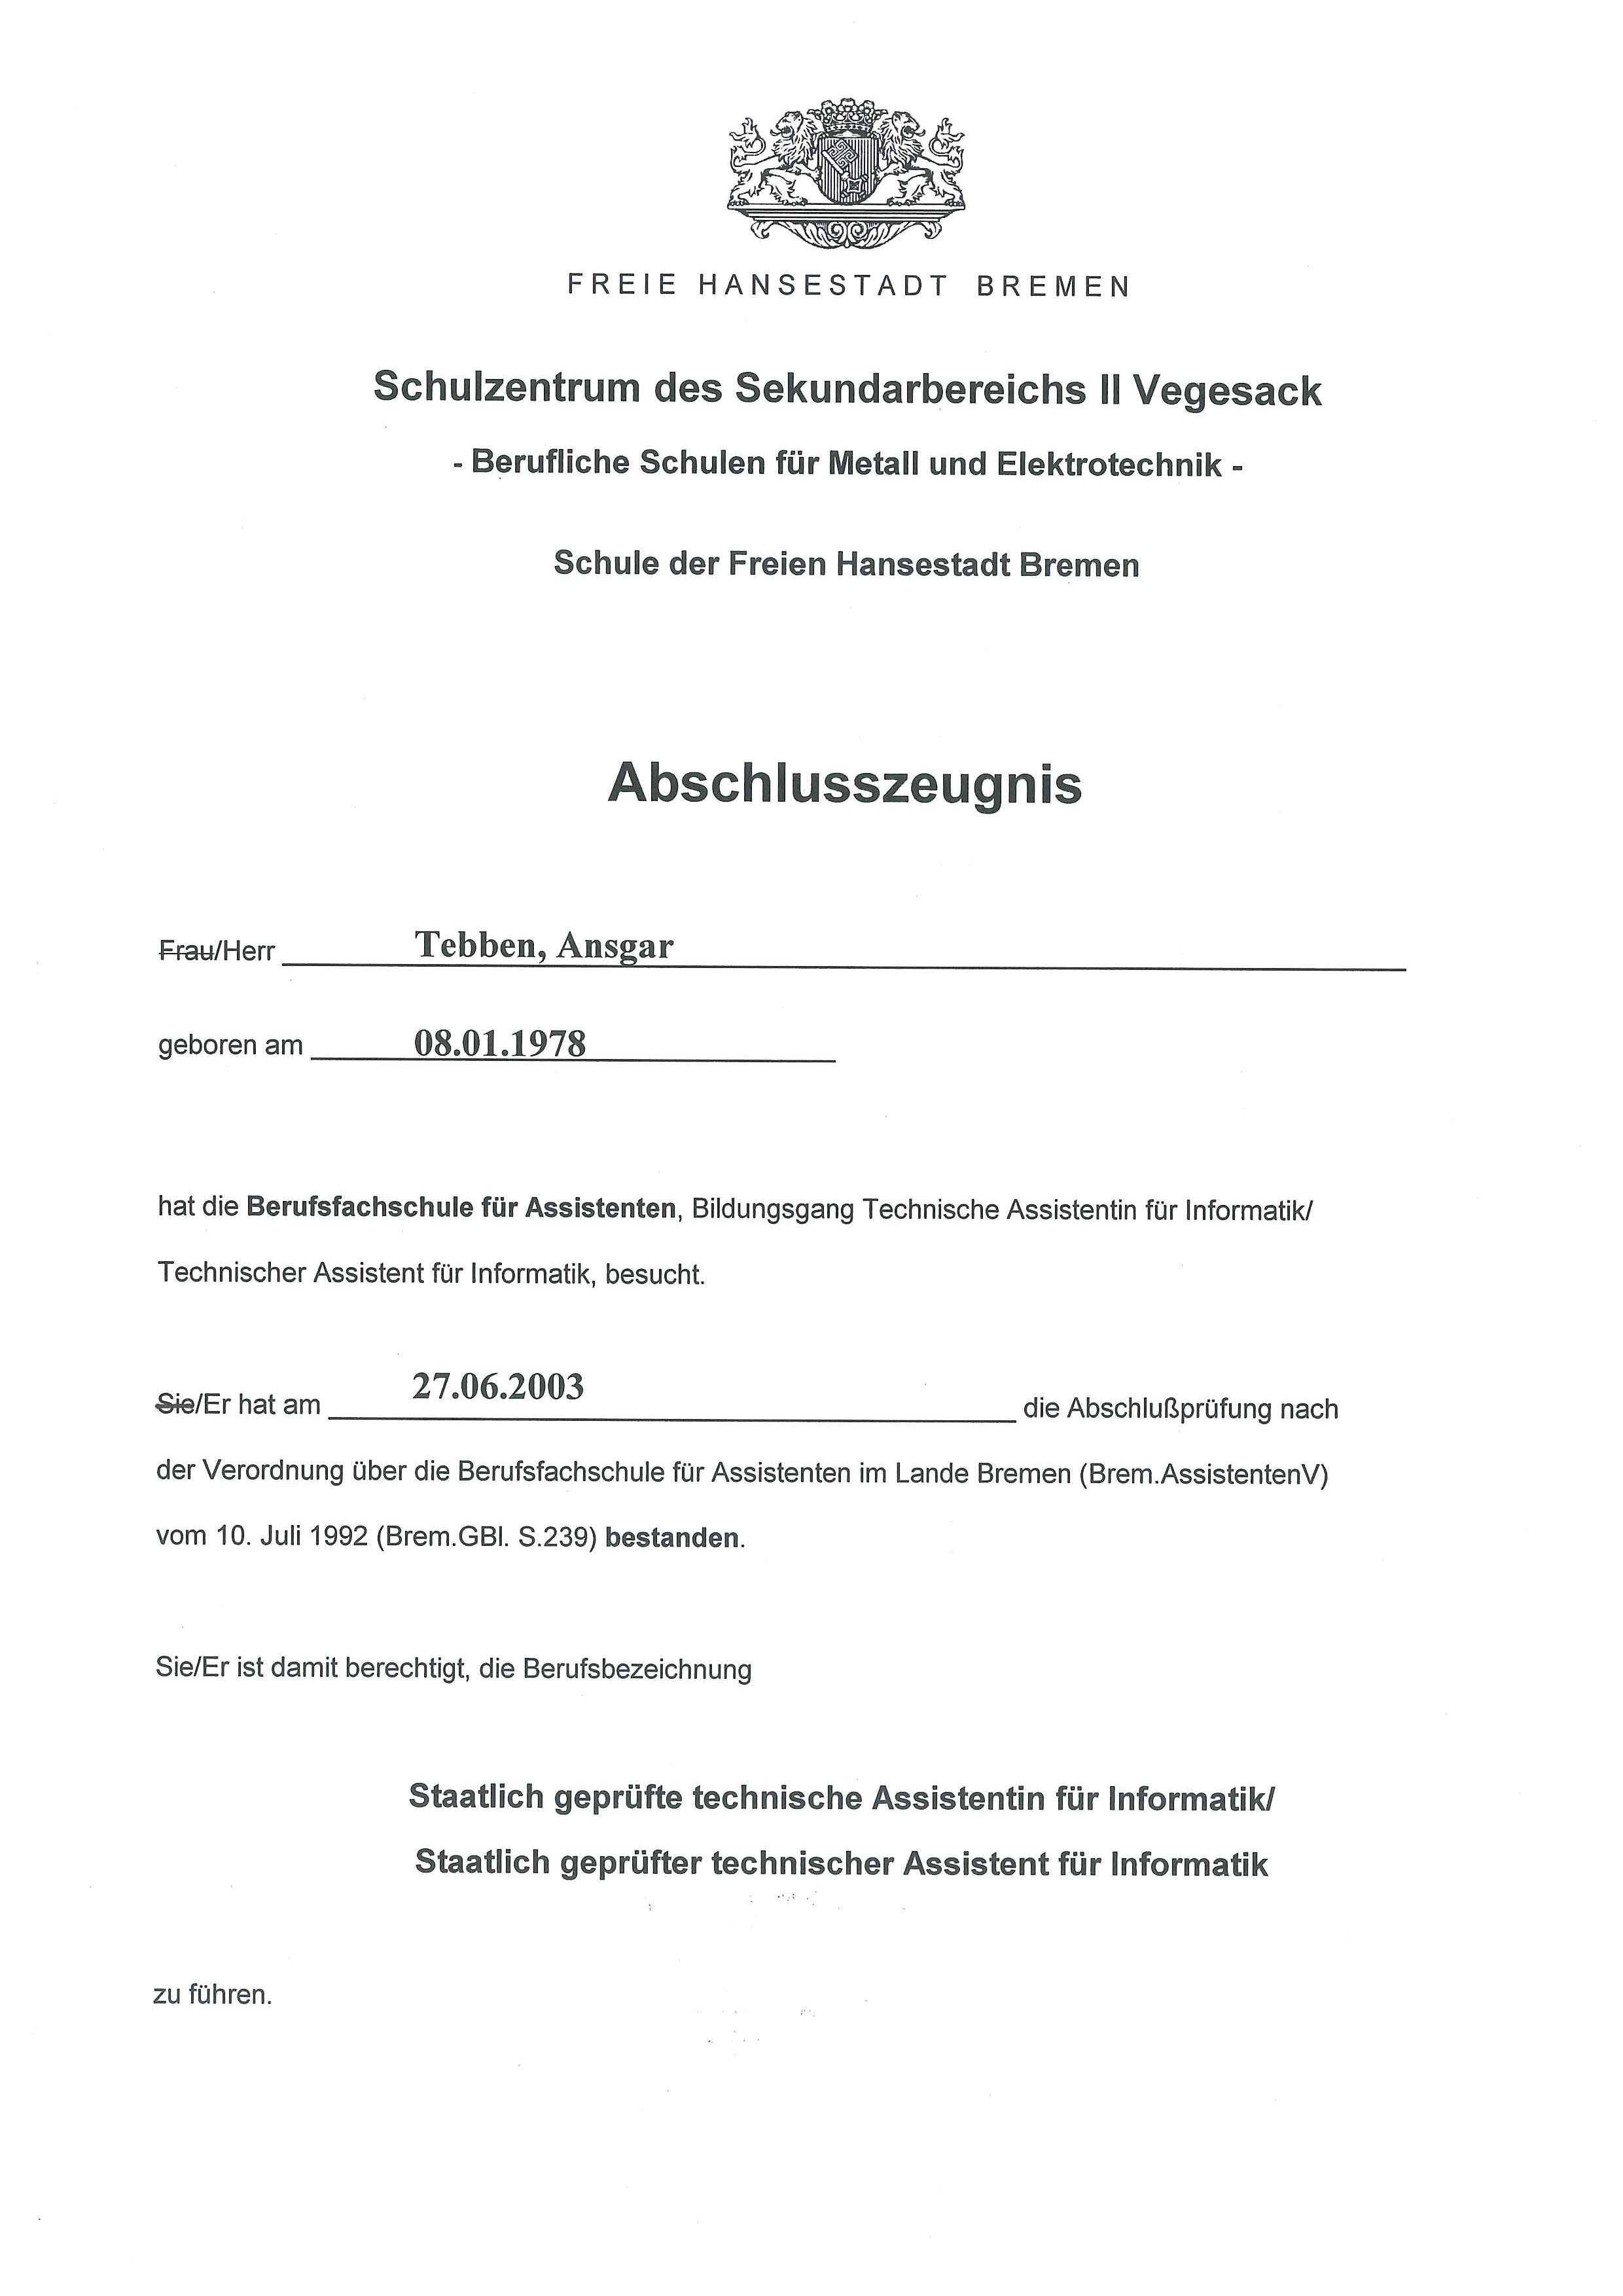 FREIE HANSESTADT BREMEN
Schulzentrum des Sekundarbereichs II Vegesack
- Berufliche Schulen für Metall und Elektrotechnik -
Schule der Freien Hansestadt Bremen
Abschlusszeugnis
Frau/Herr Tebben, Ansgar
geboren am 08.01.1978
hat die Berufsfachschule für Assistenten, Bildungsgang Technische Assistentin für Informatik/
Technischer Assistent für Informatik, besucht.
Sie/Er hat am 27.06.2003 die Abschlußprüfung nach
der Verordnung über die Berufsfachschule für Assistenten im Lande Bremen (Brem.AssistentenV)
vom 10. Juli 1992 (Brem.GBl. S.239) bestanden.
Sie/Er ist damit berechtigt, die Berufsbezeichnung
Staatlich geprüfte technische Assistentin für Informatik/
Staatlich geprüfter technischer Assistent für Informatik
zu führen.